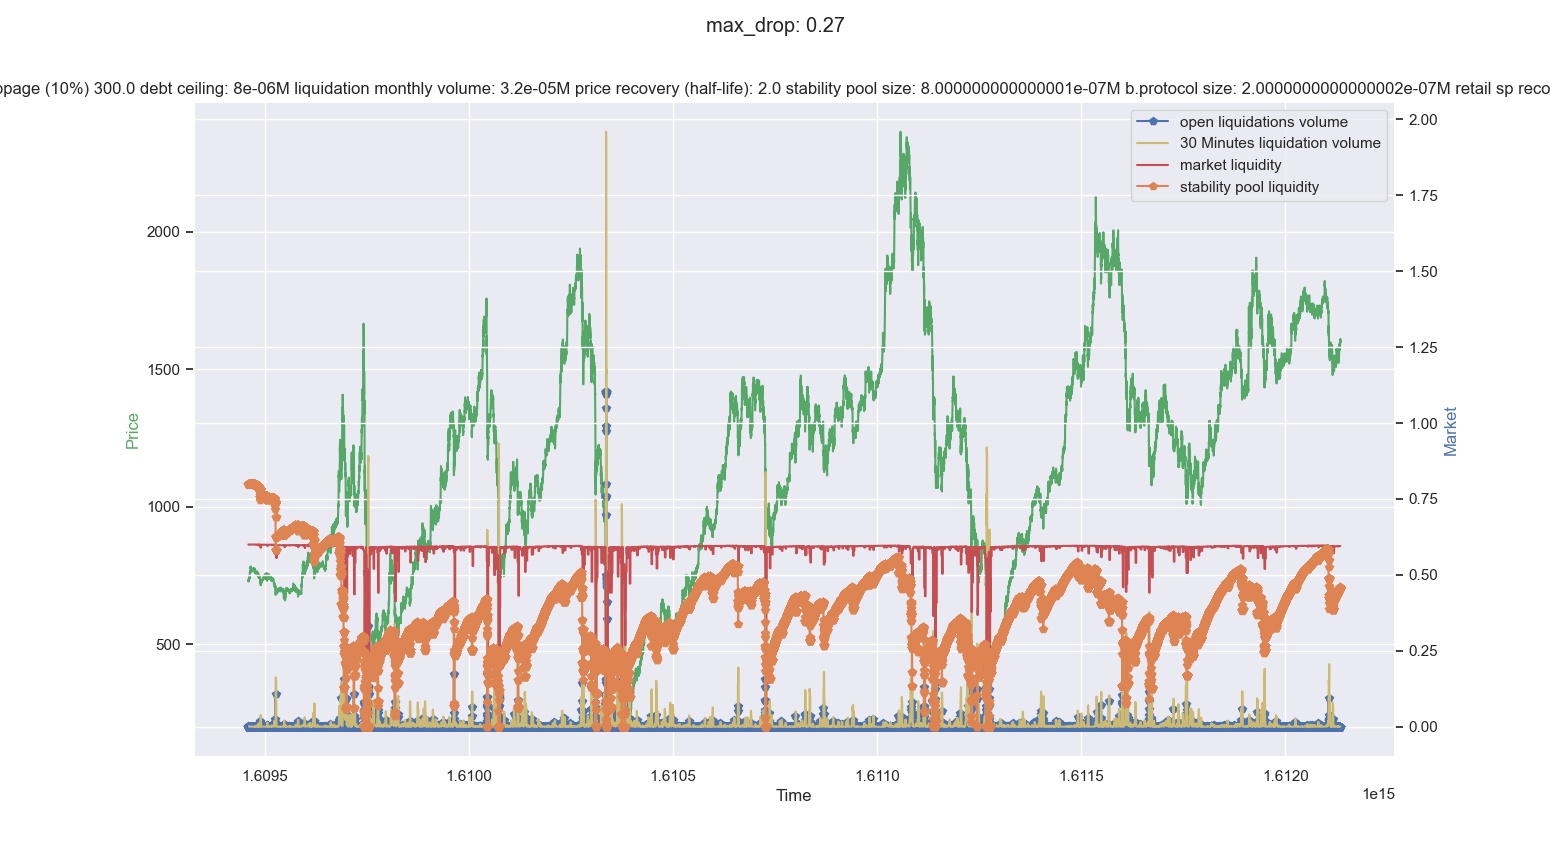 max_drop: 0.27
(10%) 300.0 debt ceiling: 8e-06M liquidation monthly volume: 3.2e-05M price recovery (half-life): 2.0 stability pool size: 8.000000000000001e-07M b.protocol size: 2.0000000000000002e-07M retail sp
open liquidations volume
30 Minutes liquidation volume
market liquidity
stability pool liquidity
Price
2000
1500
1000
500
2.00
1.75
1.50
1.25
1.00
0.75
0.50
0.25
0.00
Market
1.6095
1.6100
1.6105
1.6110
1.6115
1.6120
1e15
Time